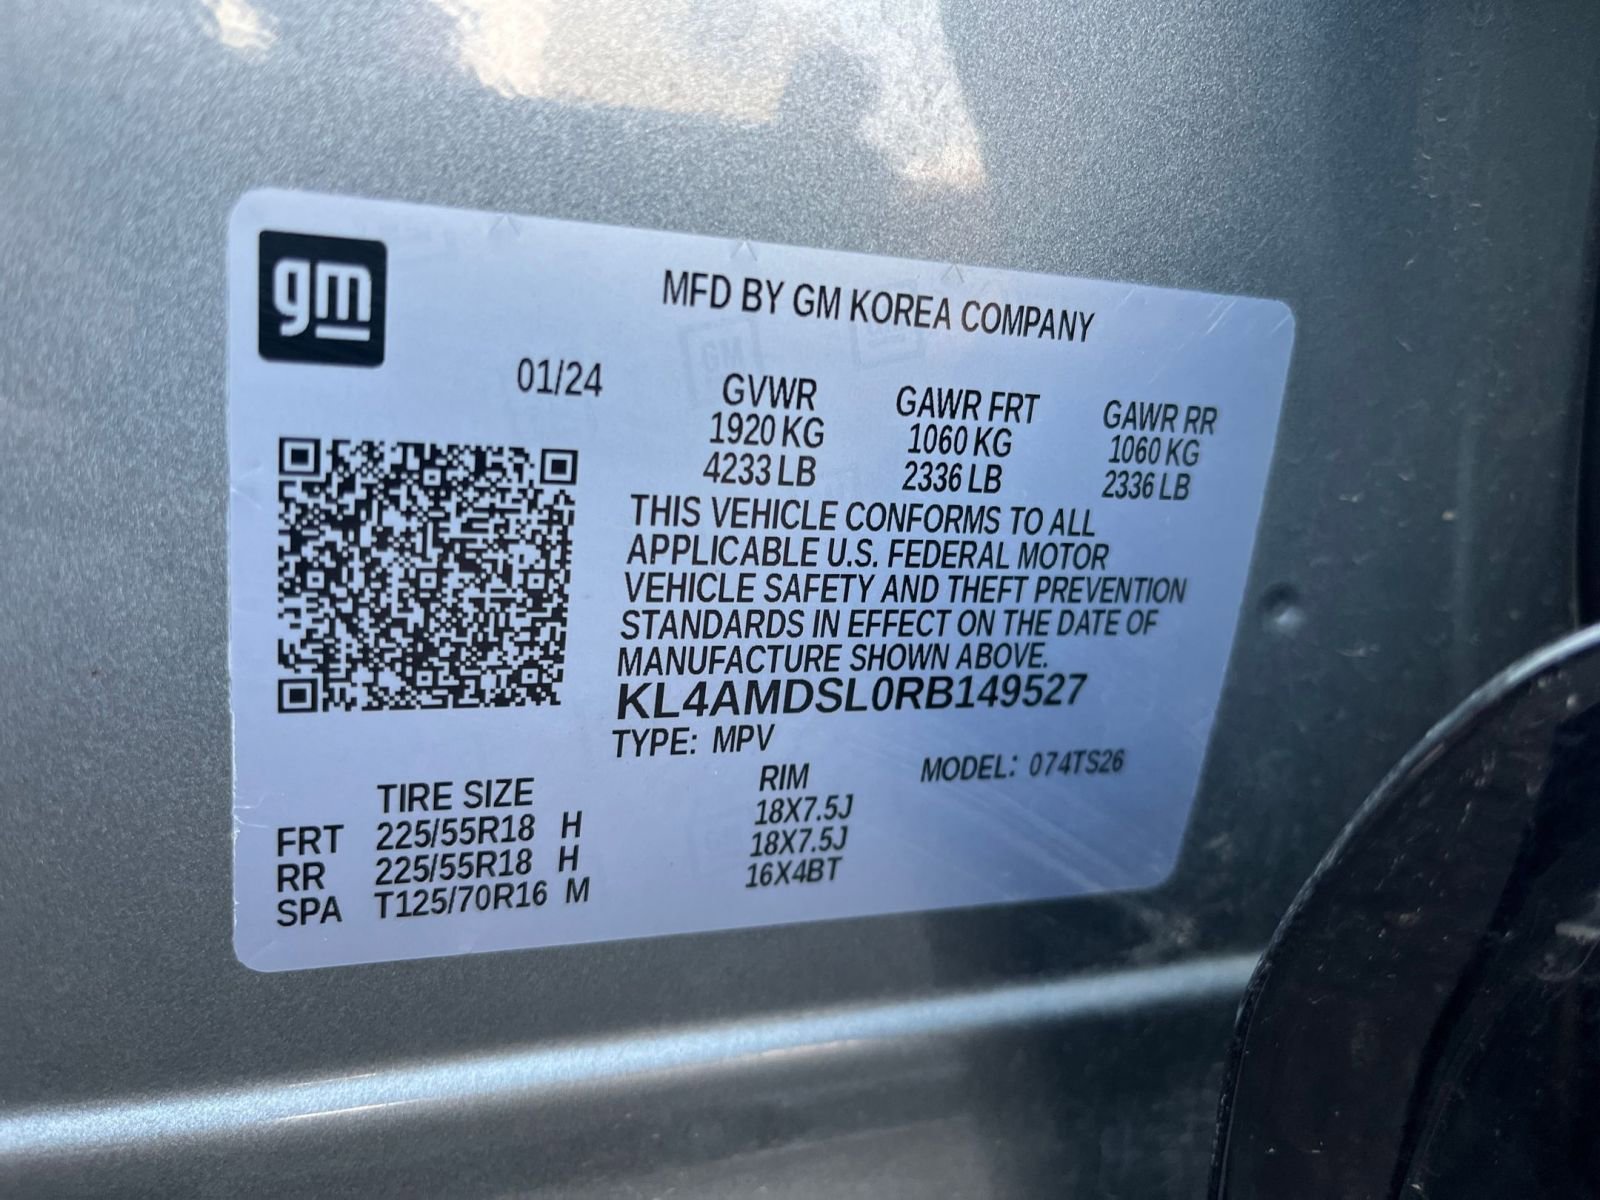 gm
MFD BY GM KOREA COMPANY
01/24
GVWR GAWR FRT GAWR RR
1920 KG 1060 KG 1060 KG
4233 LB 2336 LB 2336 LB
THIS VEHICLE CONFORMS TO ALL
APPLICABLE U.S. FEDERAL MOTOR
VEHICLE SAFETY AND THEFT PREVENTION
STANDARDS IN EFFECT ON THE DATE OF
MANUFACTURE SHOWN ABOVE.
KL4AMDSL0RB149527
TYPE: MPV
MODEL: 074TS26
TIRE SIZE RIM
FRT 225/55R18 H 18X7.5J
RR 225/55R18 H 18X7.5J
SPA T125/70R16 M 16X4BT